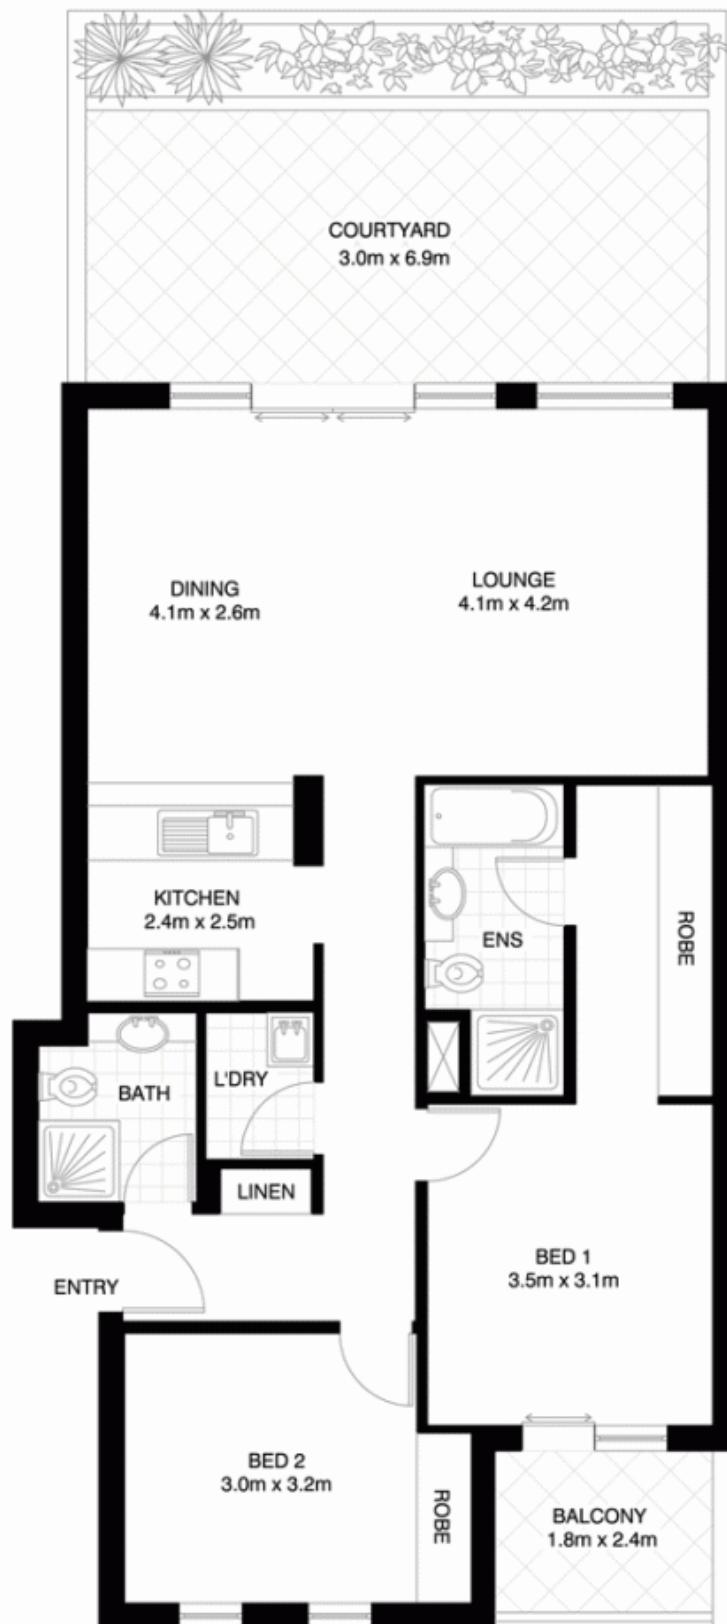 COURTYARD
3.0m x 6.9m
DINING
4.1m x 2.6m
LOUNGE
4.1m x 4.2m
KITCHEN
2.4m x 2.5m
ENS
ROBE
BATH
L'DRY
LINEN
ENTRY
BED 1
3.5m x 3.1m
BED 2
3.0m x 3.2m
ROBE
BALCONY
1.8m x 2.4m